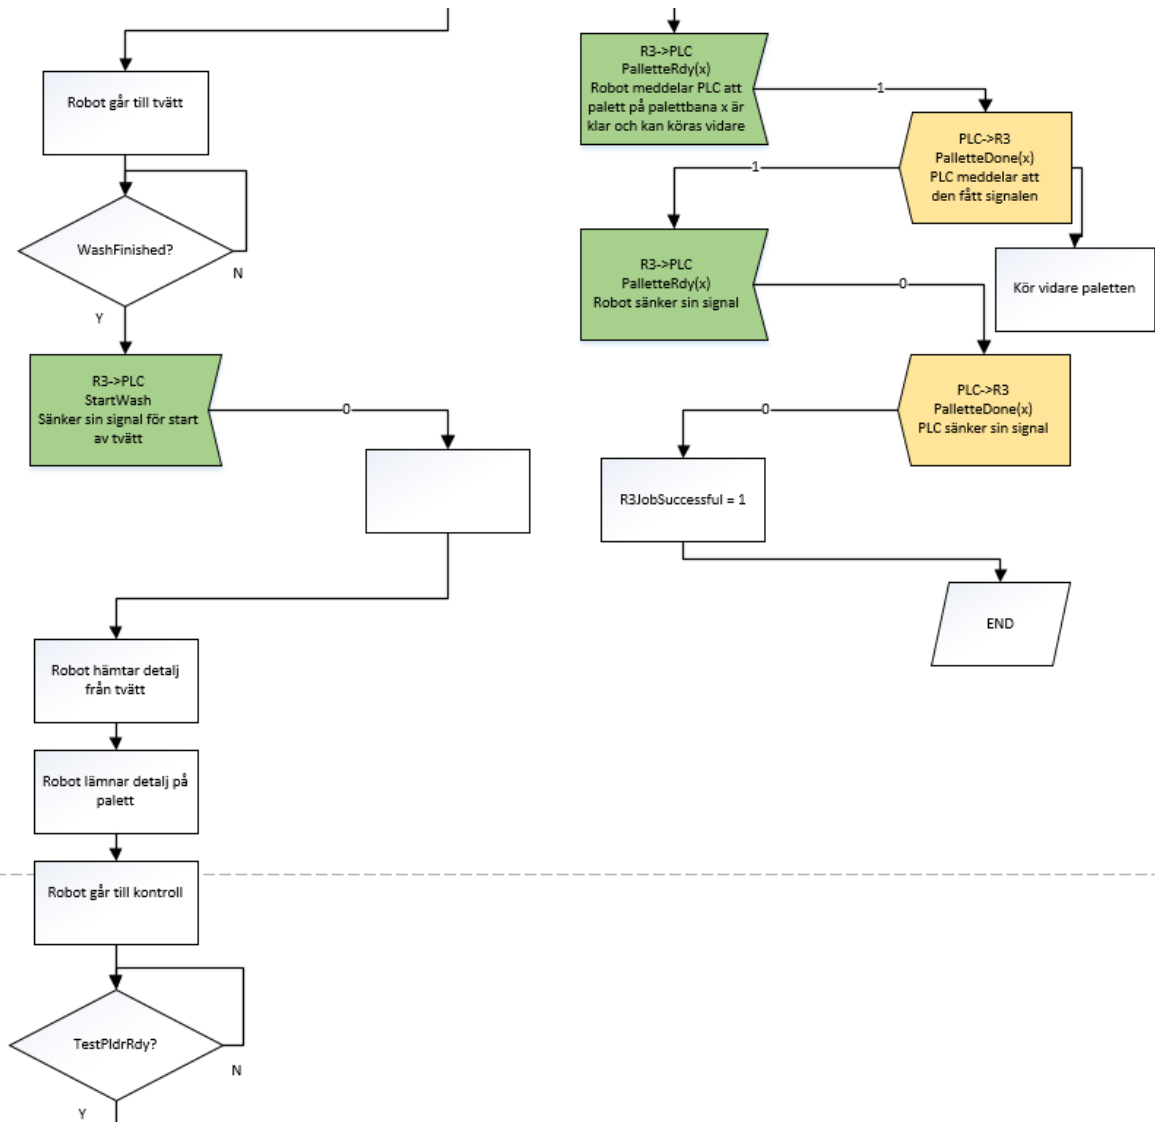 Robot går till tvätt
WashFinished?
N
Y
R3->PLC
StartWash
Sänker sin signal för start
av tvätt
0
Robot hämtar detalj
från tvätt
Robot lämnar detalj på
palett
Robot går till kontroll
TestPldrRdy?
N
Y
R3->PLC
PalletteRdy(x)
Robot meddelar PLC att
palett på palettbana x är
klar och kan köras vidare
1
PLC->R3
PalletteDone(x)
PLC meddelar att
den fått signalen
1
Kör vidare paletten
R3->PLC
PalletteRdy(x)
Robot sänker sin signal
0
PLC->R3
PalletteDone(x)
PLC sänker sin signal
0
R3JobSuccessful = 1
END